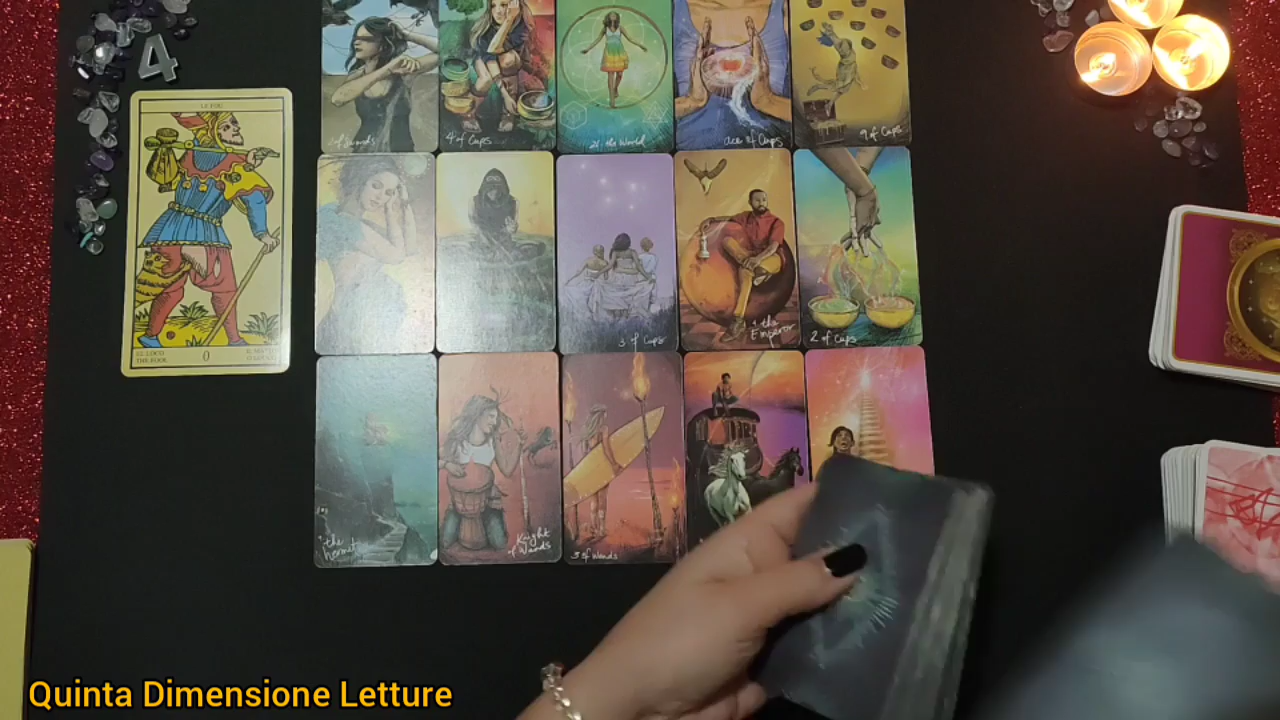 4
LE FOU
of Swords
4 of Cups
21 the World
ace of Cups
9 of Cups
EL LOCO
THE FOOL
0
3 of Cups
4 the
Emperor
2 of Cups
the
hermit
Knight
of Wands
3 of Wands
Quinta Dimensione Letture